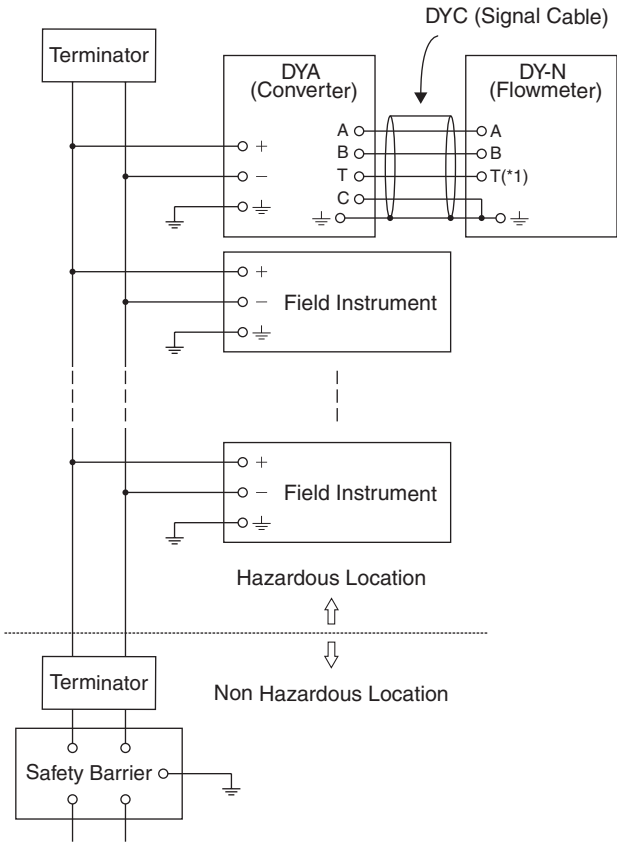 DYC (Signal Cable)
Terminator
DYA
(Converter)
DY-N
(Flowmeter)
A
A
+
B
B
−
T
T(*1)
C
+
−
Field Instrument
+
−
Field Instrument
Hazardous Location
Terminator
Non Hazardous Location
Safety Barrier